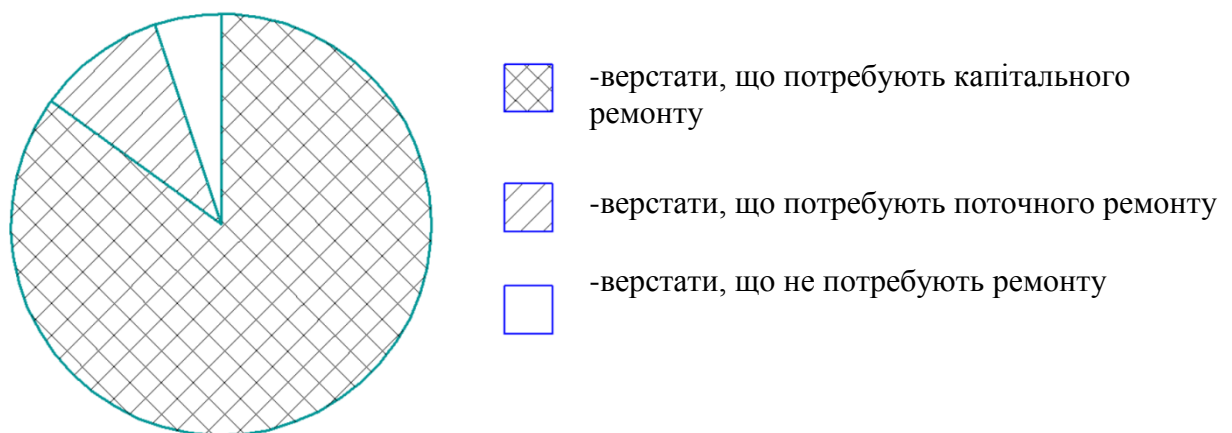 -верстати, що потребують капітального
ремонту
-верстати, що потребують поточного ремонту
-верстати, що не потребують ремонту